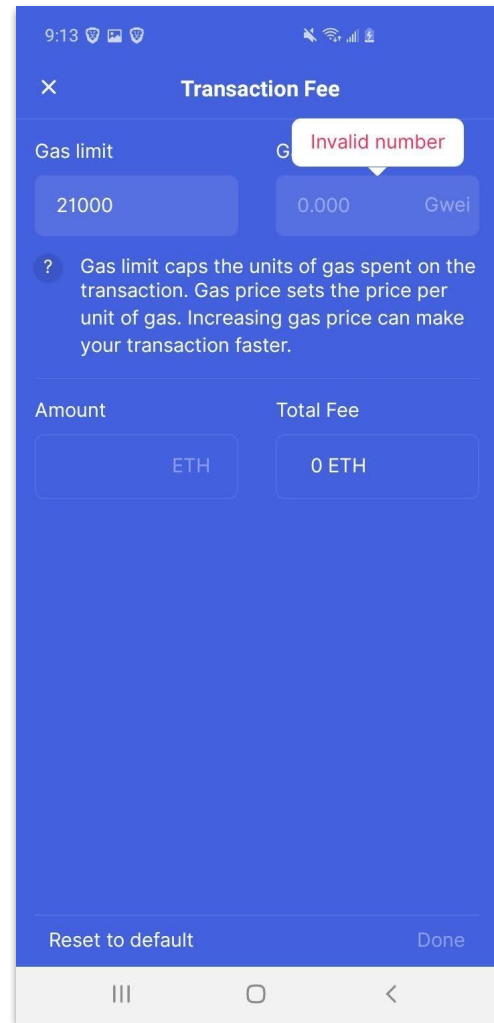 9:13
Transaction Fee
Gas limit
G
Invalid number
21000
0.000 Gwei
?
Gas limit caps the units of gas spent on the
transaction. Gas price sets the price per
unit of gas. Increasing gas price can make
your transaction faster.
Amount
Total Fee
ETH
0 ETH
Reset to default
Done